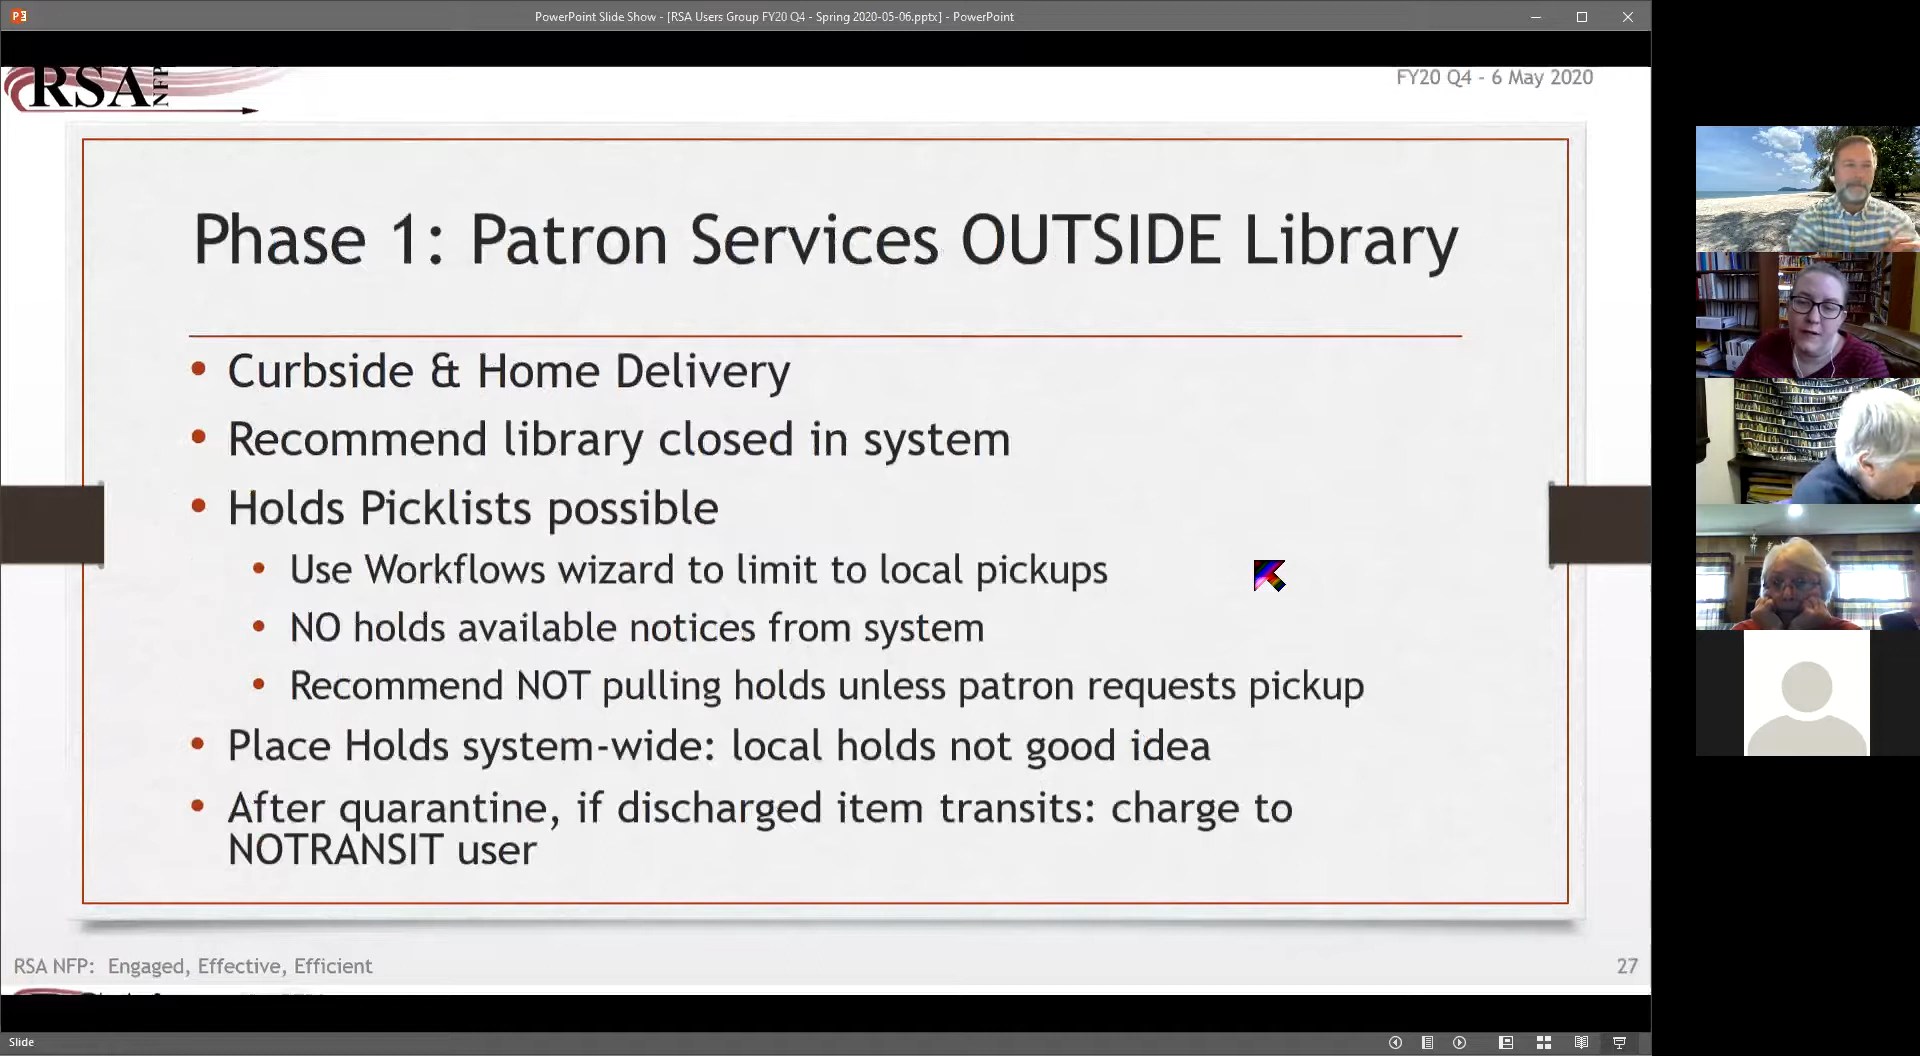 PowerPoint Slide Show - [RSA Users Group FY20 Q4 - Spring 2020-05-06.pptx] - PowerPoint
RSA NFP
FY20 Q4 - 6 May 2020
Phase 1: Patron Services OUTSIDE Library
• Curbside & Home Delivery
• Recommend library closed in system
• Holds Picklists possible
• Use Workflows wizard to limit to local pickups
• NO holds available notices from system
• Recommend NOT pulling holds unless patron requests pickup
• Place Holds system-wide: local holds not good idea
• After quarantine, if discharged item transits: charge to
NOTRANSIT user
RSA NFP: Engaged, Effective, Efficient
27
Slide